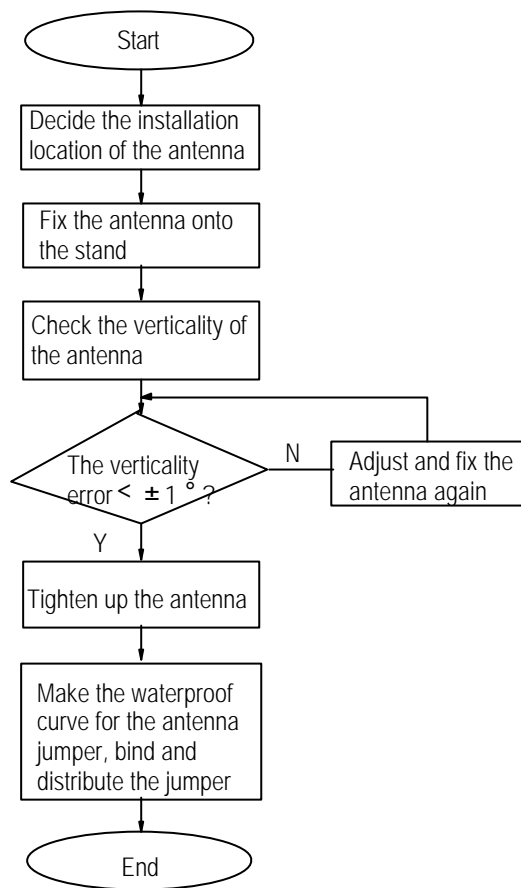 Start
Decide the installation
location of the antenna
Fix the antenna onto
the stand
Check the verticality of
the antenna
The verticality
error< ±1°?
N
Adjust and fix the
antenna again
Y
Tighten up the antenna
Make the waterproof
curve for the antenna
jumper, bind and
distribute the jumper
End